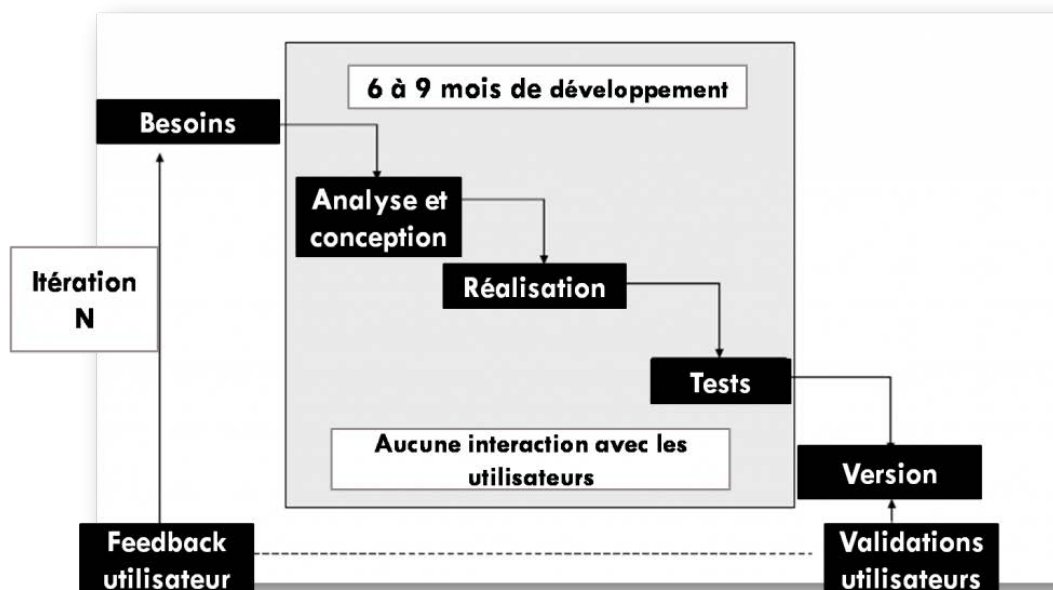 6 à 9 mois de développement
Besoins
Analyse et
conception
Itération
N
Réalisation
Tests
Aucune interaction avec les
utilisateurs
Version
Feedback
utilisateur
Validations
utilisateurs